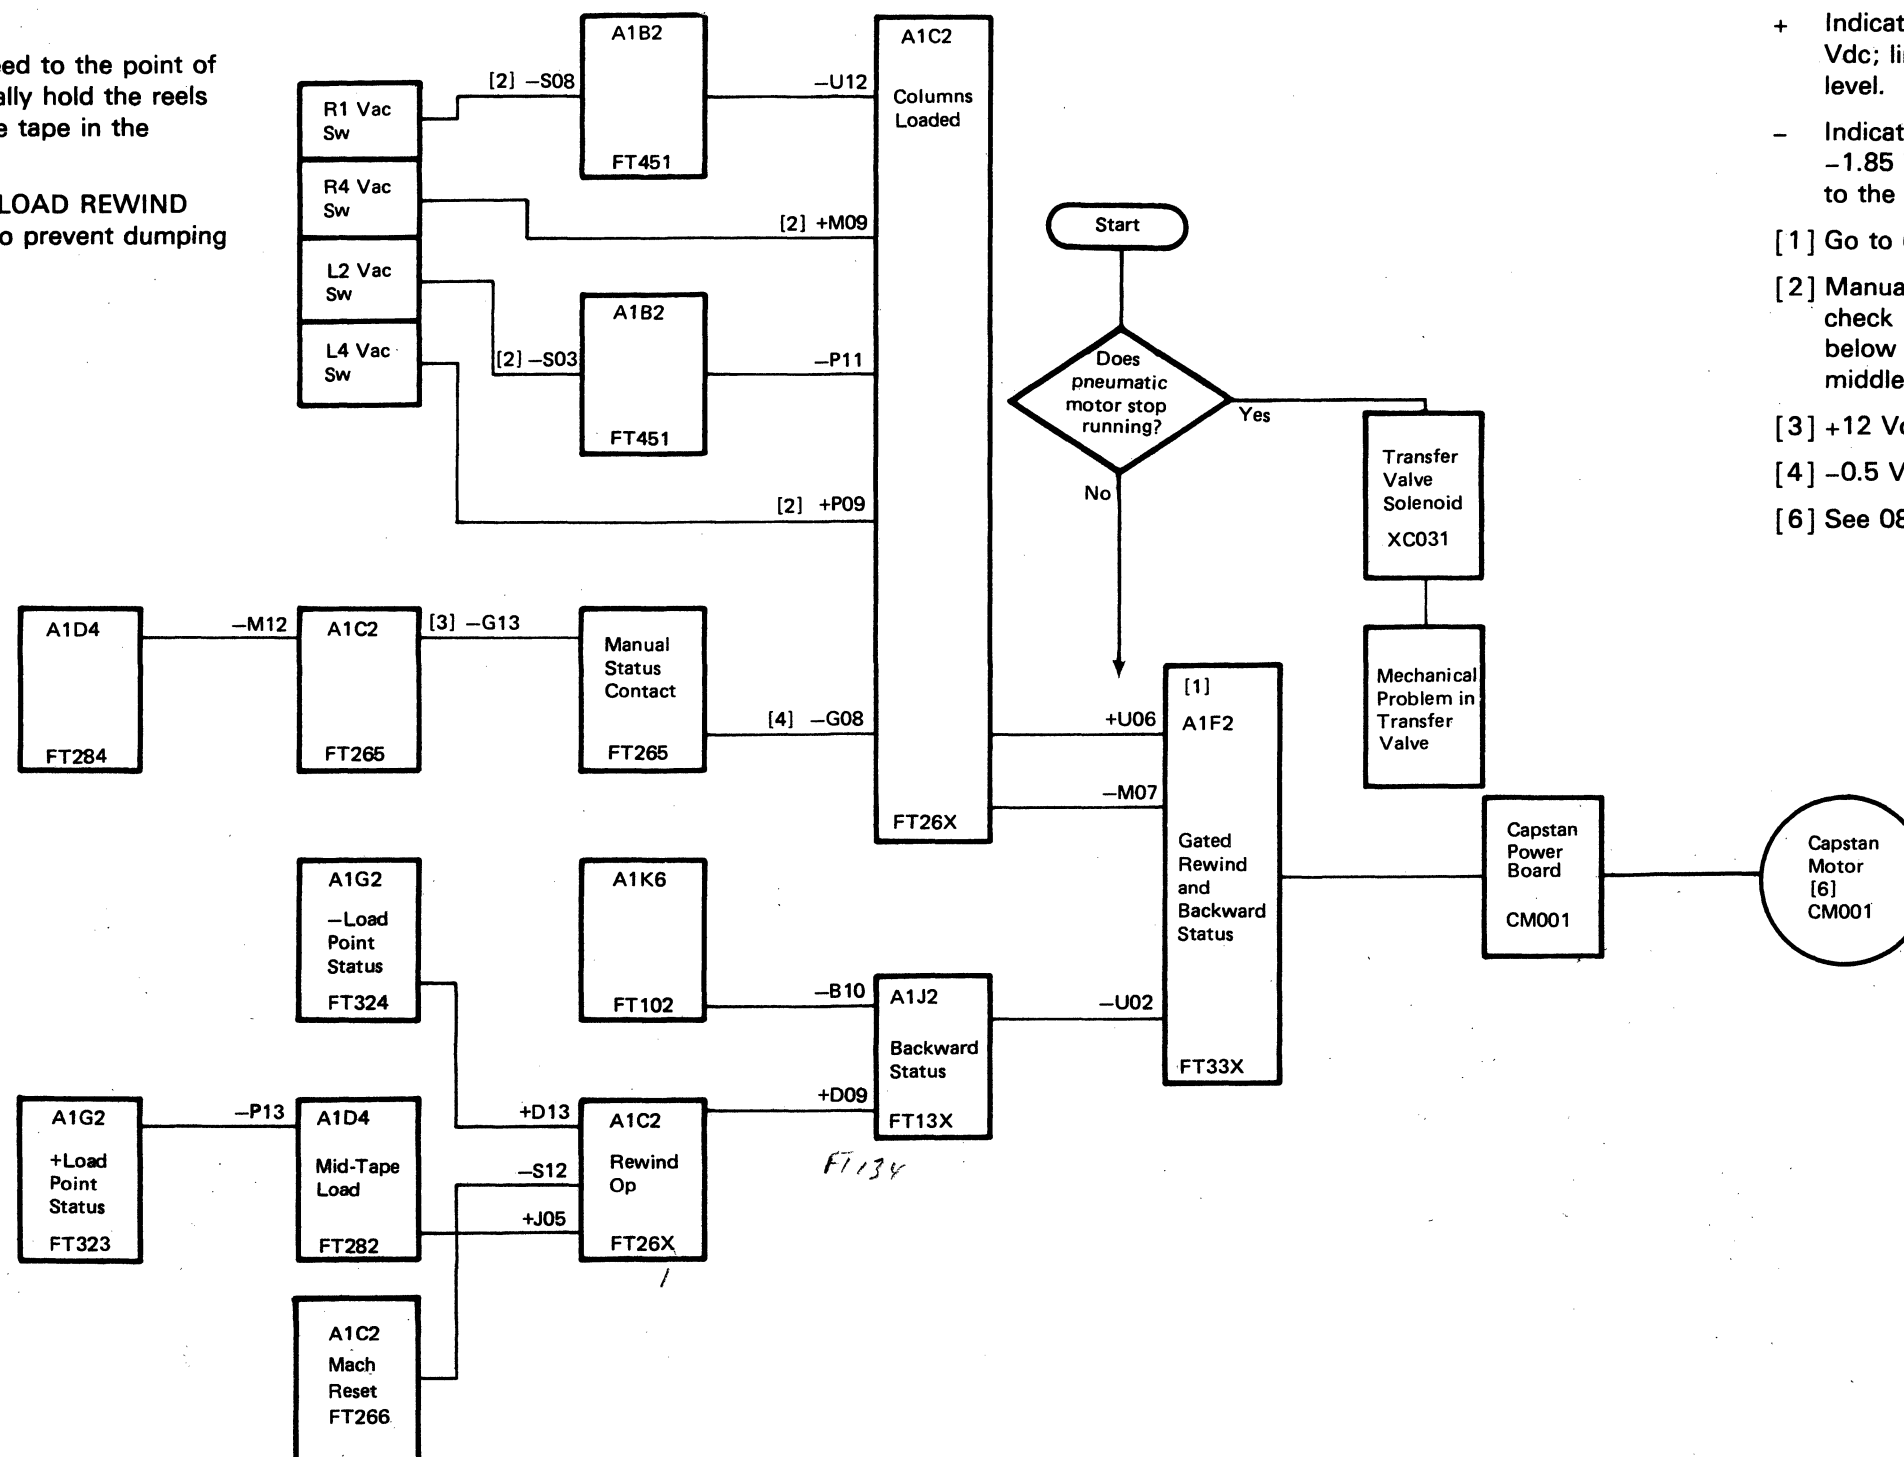 eed to the point of
ally hold the reels
e tape in the
LOAD REWIND
o prevent dumping
R1 Vac
Sw
R4 Vac
Sw
L2 Vac
Sw
L4 Vac
Sw
[2] –S08
A1B2
FT451
–U12
[2] +M09
[2] –S03
A1B2
FT451
–P11
[2] +P09
A1C2
Columns
Loaded
FT26X
A1D4
FT284
–M12
A1C2
FT265
[3] –G13
Manual
Status
Contact
FT265
[4] –G08
Start
Does
pneumatic
motor stop
running?
Yes
No
Transfer
Valve
Solenoid
XC031
Mechanical
Problem in
Transfer
Valve
+U06
–M07
–U02
[1]
A1F2
Gated
Rewind
and
Backward
Status
FT33X
Capstan
Power
Board
CM001
Capstan
Motor
[6]
CM001
A1G2
–Load
Point
Status
FT324
A1K6
FT102
–B10
A1J2
Backward
Status
FT13X
+D09
FT134
A1G2
+Load
Point
Status
FT323
–P13
A1D4
Mid-Tape
Load
FT282
+D13
–S12
+J05
A1C2
Rewind
Op
FT26X
1
A1C2
Mach
Reset
FT266
+ Indicat
Vdc; li
level.
– Indicat
–1.85
to the
[1] Go to
[2] Manua
check
below
middle
[3] +12 V
[4] –0.5 V
[6] See 08